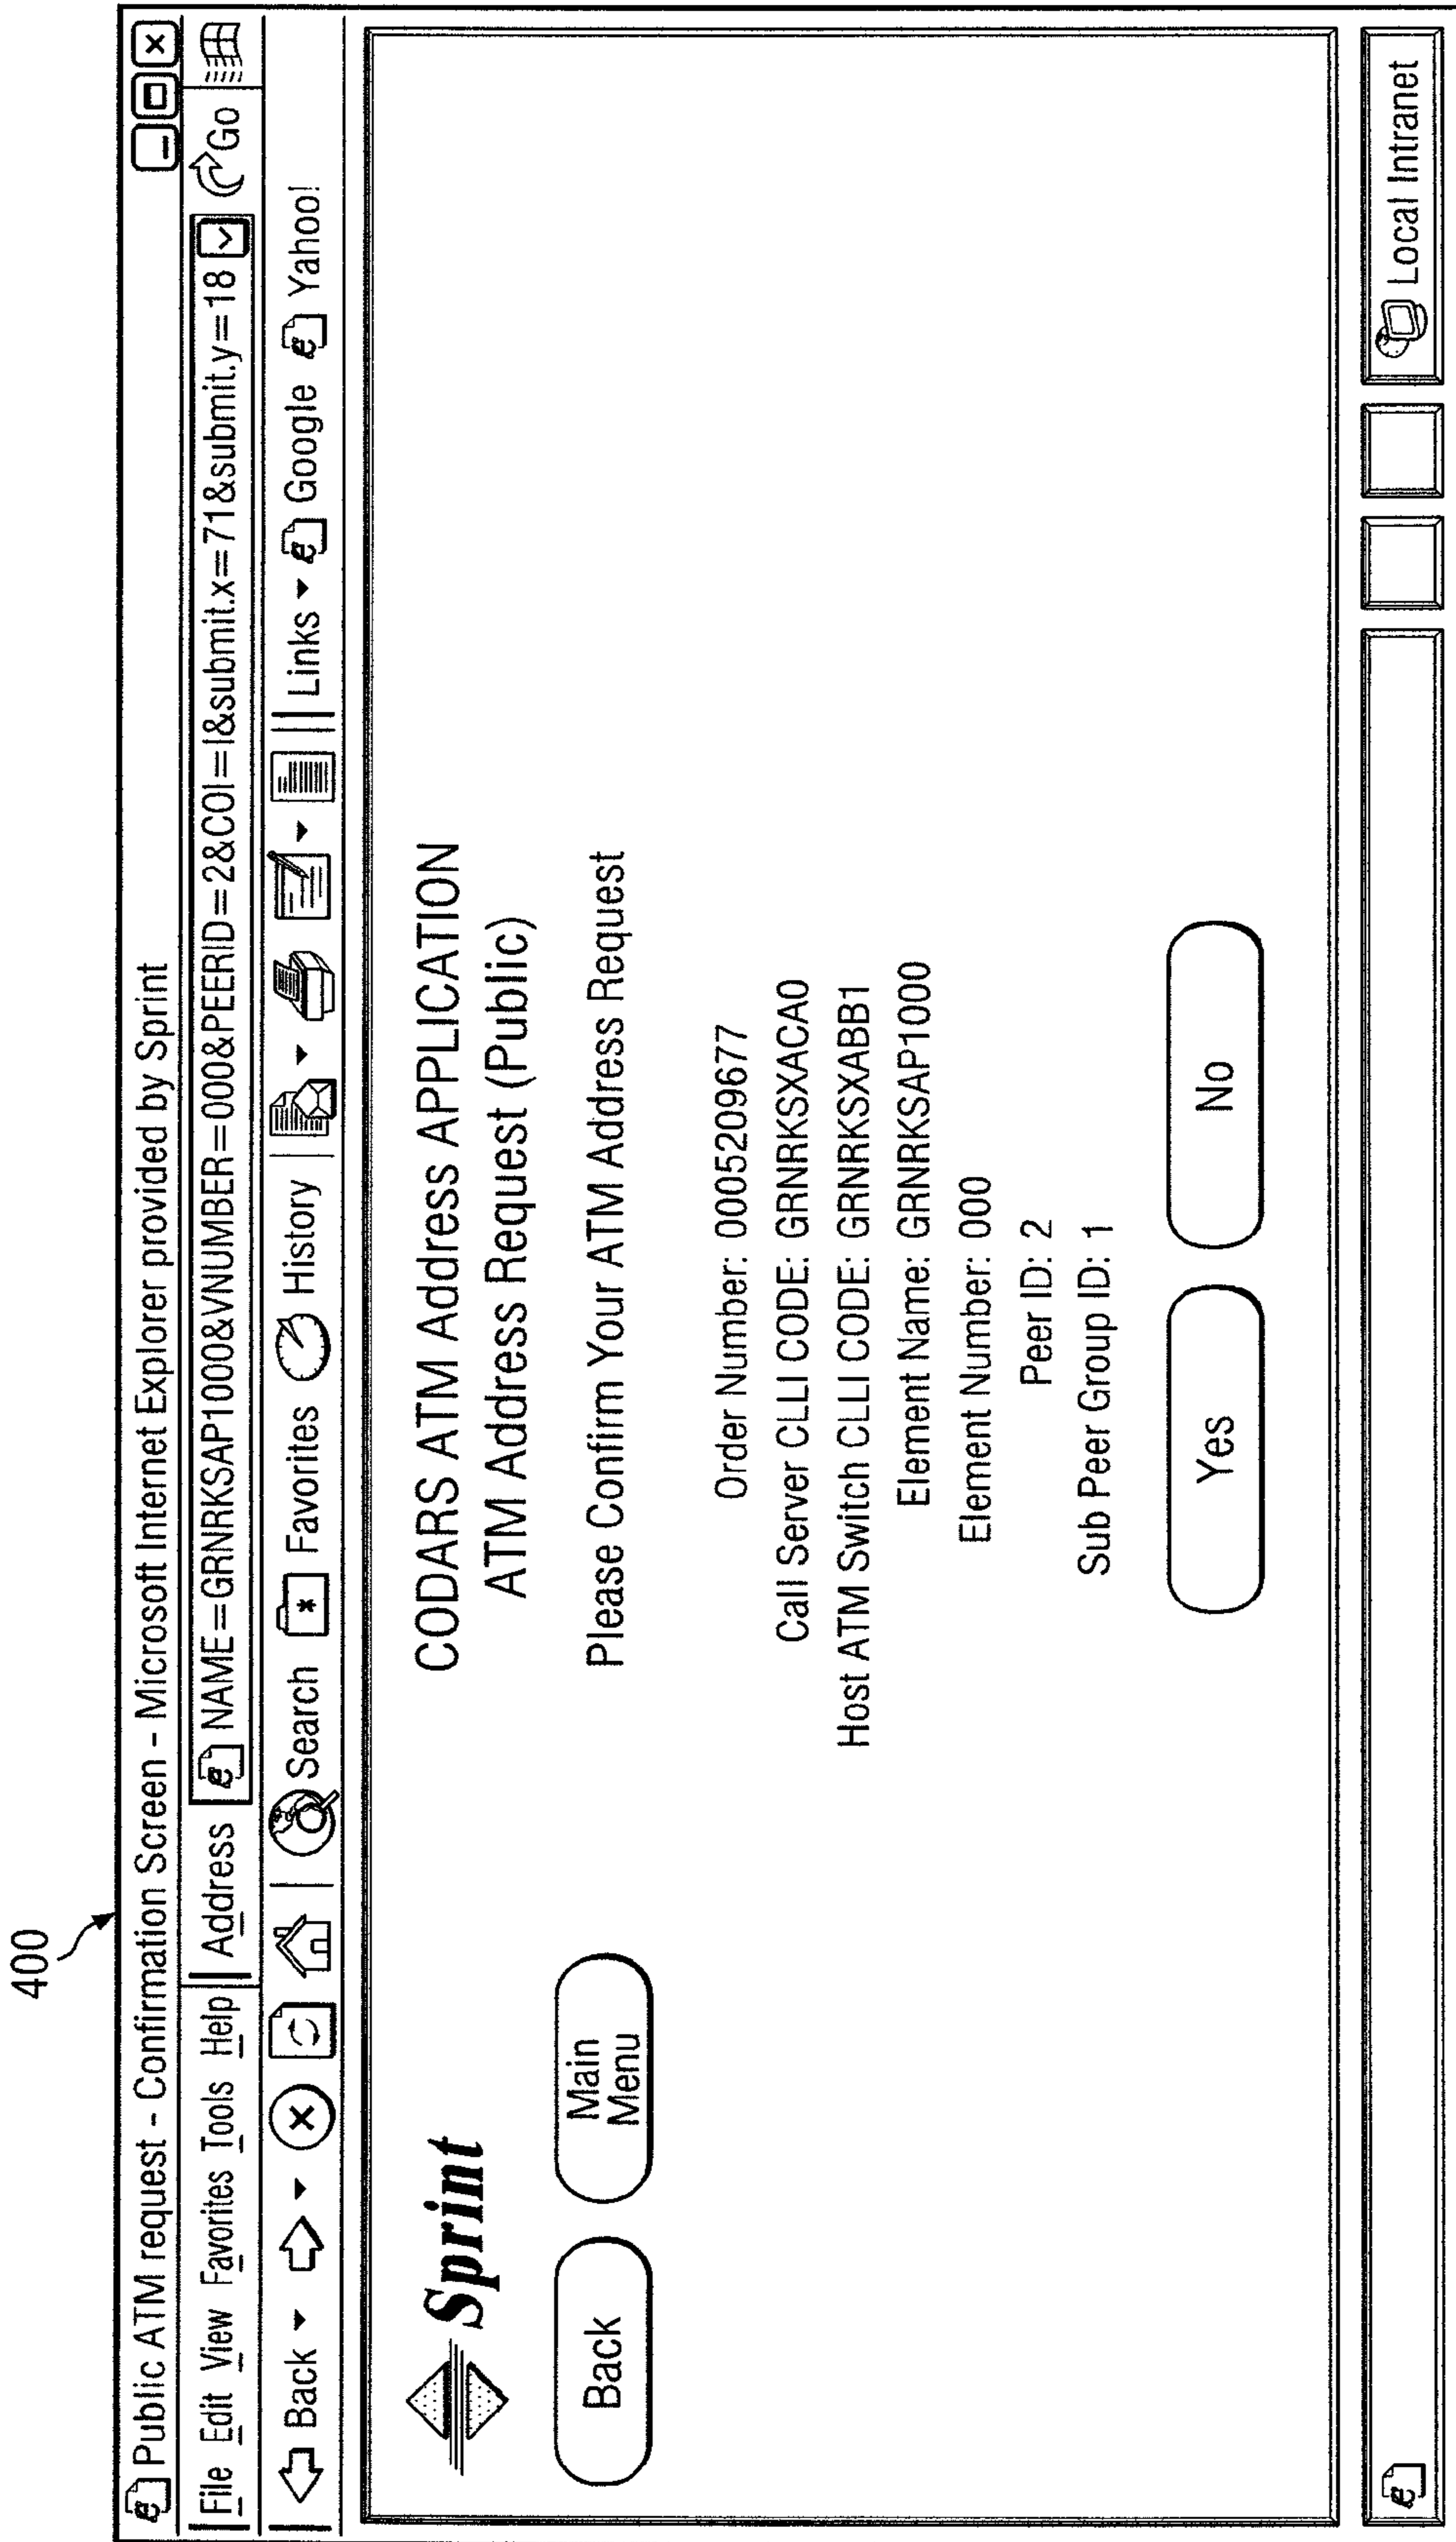 400
Public ATM request - Confirmation Screen - Microsoft Internet Explorer provided by Sprint
File Edit View Favorites Tools Help Address NAME=GRNRKSAP1000&VNUMBER=000&PEERID=2&COI=I&submit.x=71&submit.y=18 Go
Back Search Favorites History Links Google Yahoo!
Sprint
CODARS ATM Address APPLICATION
ATM Address Request (Public)
Back
Main
Menu
Please Confirm Your ATM Address Request
Order Number: 0005209677
Call Server CLLI CODE: GRNRKSXACA0
Host ATM Switch CLLI CODE: GRNRKSXABB1
Element Name: GRNRKSAP1000
Element Number: 000
Peer ID: 2
Sub Peer Group ID: 1
Yes No
Local Intranet